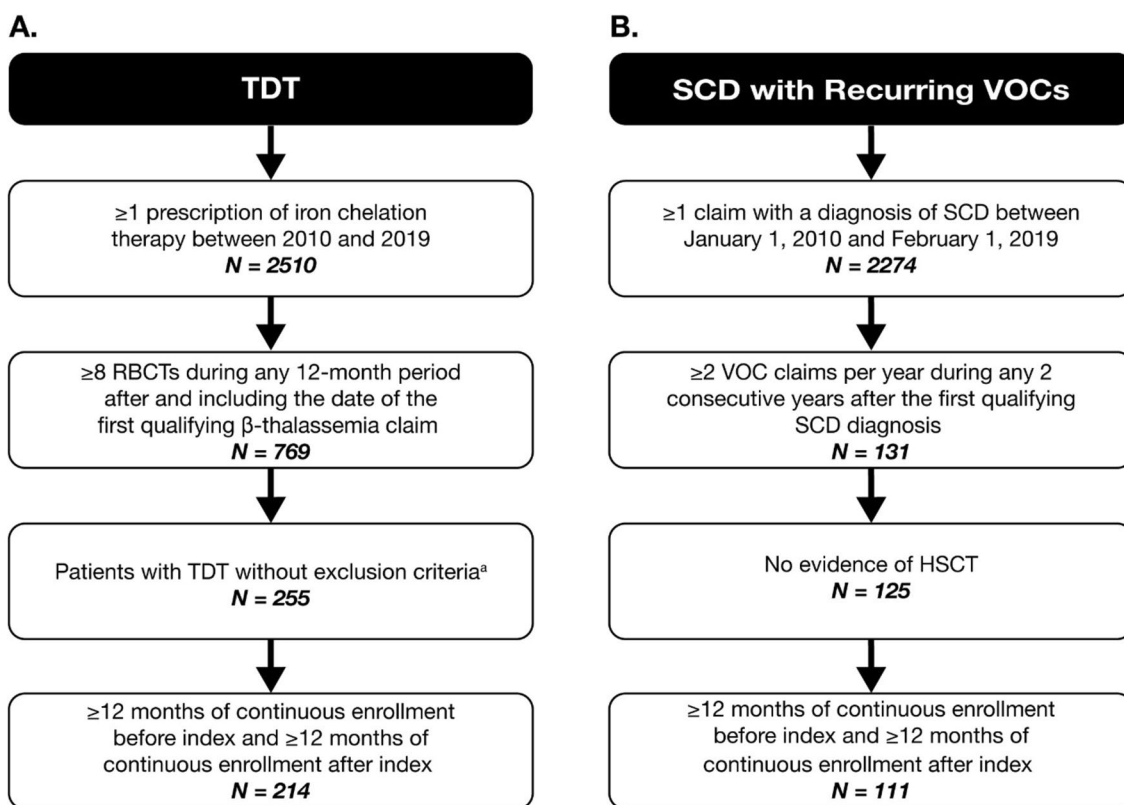 A.
TDT
≥1 prescription of iron chelation
therapy between 2010 and 2019
N = 2510
≥8 RBCTs during any 12-month period
after and including the date of the
first qualifying β-thalassemia claim
N = 769
Patients with TDT without exclusion criteriaᵃ
N = 255
≥12 months of continuous enrollment
before index and ≥12 months of
continuous enrollment after index
N = 214
B.
SCD with Recurring VOCs
≥1 claim with a diagnosis of SCD between
January 1, 2010 and February 1, 2019
N = 2274
≥2 VOC claims per year during any 2
consecutive years after the first qualifying
SCD diagnosis
N = 131
No evidence of HSCT
N = 125
≥12 months of continuous enrollment
before index and ≥12 months of
continuous enrollment after index
N = 111